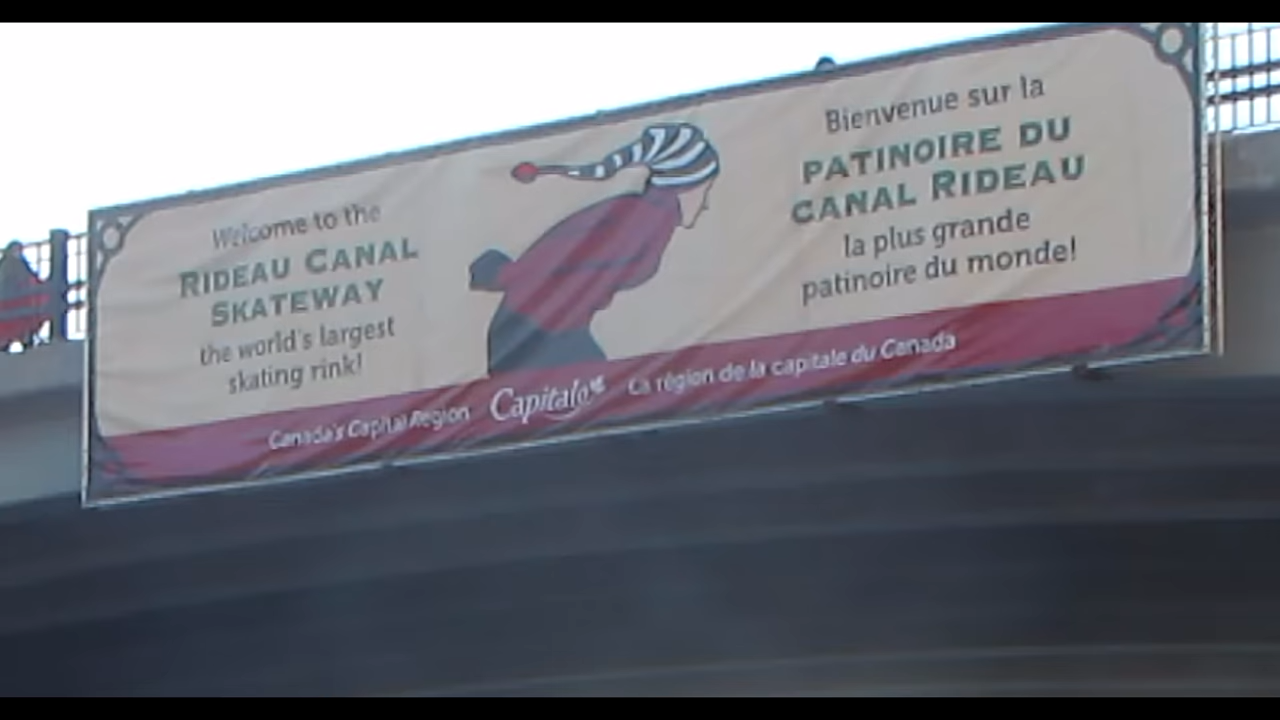 Welcome to the
RIDEAU CANAL
SKATEWAY
the world's largest
skating rink!
Bienvenue sur la
PATINOIRE DU
CANAL RIDEAU
la plus grande
patinoire du monde!
Canada's Capital Region
Capitale
La région de la capitale du Canada